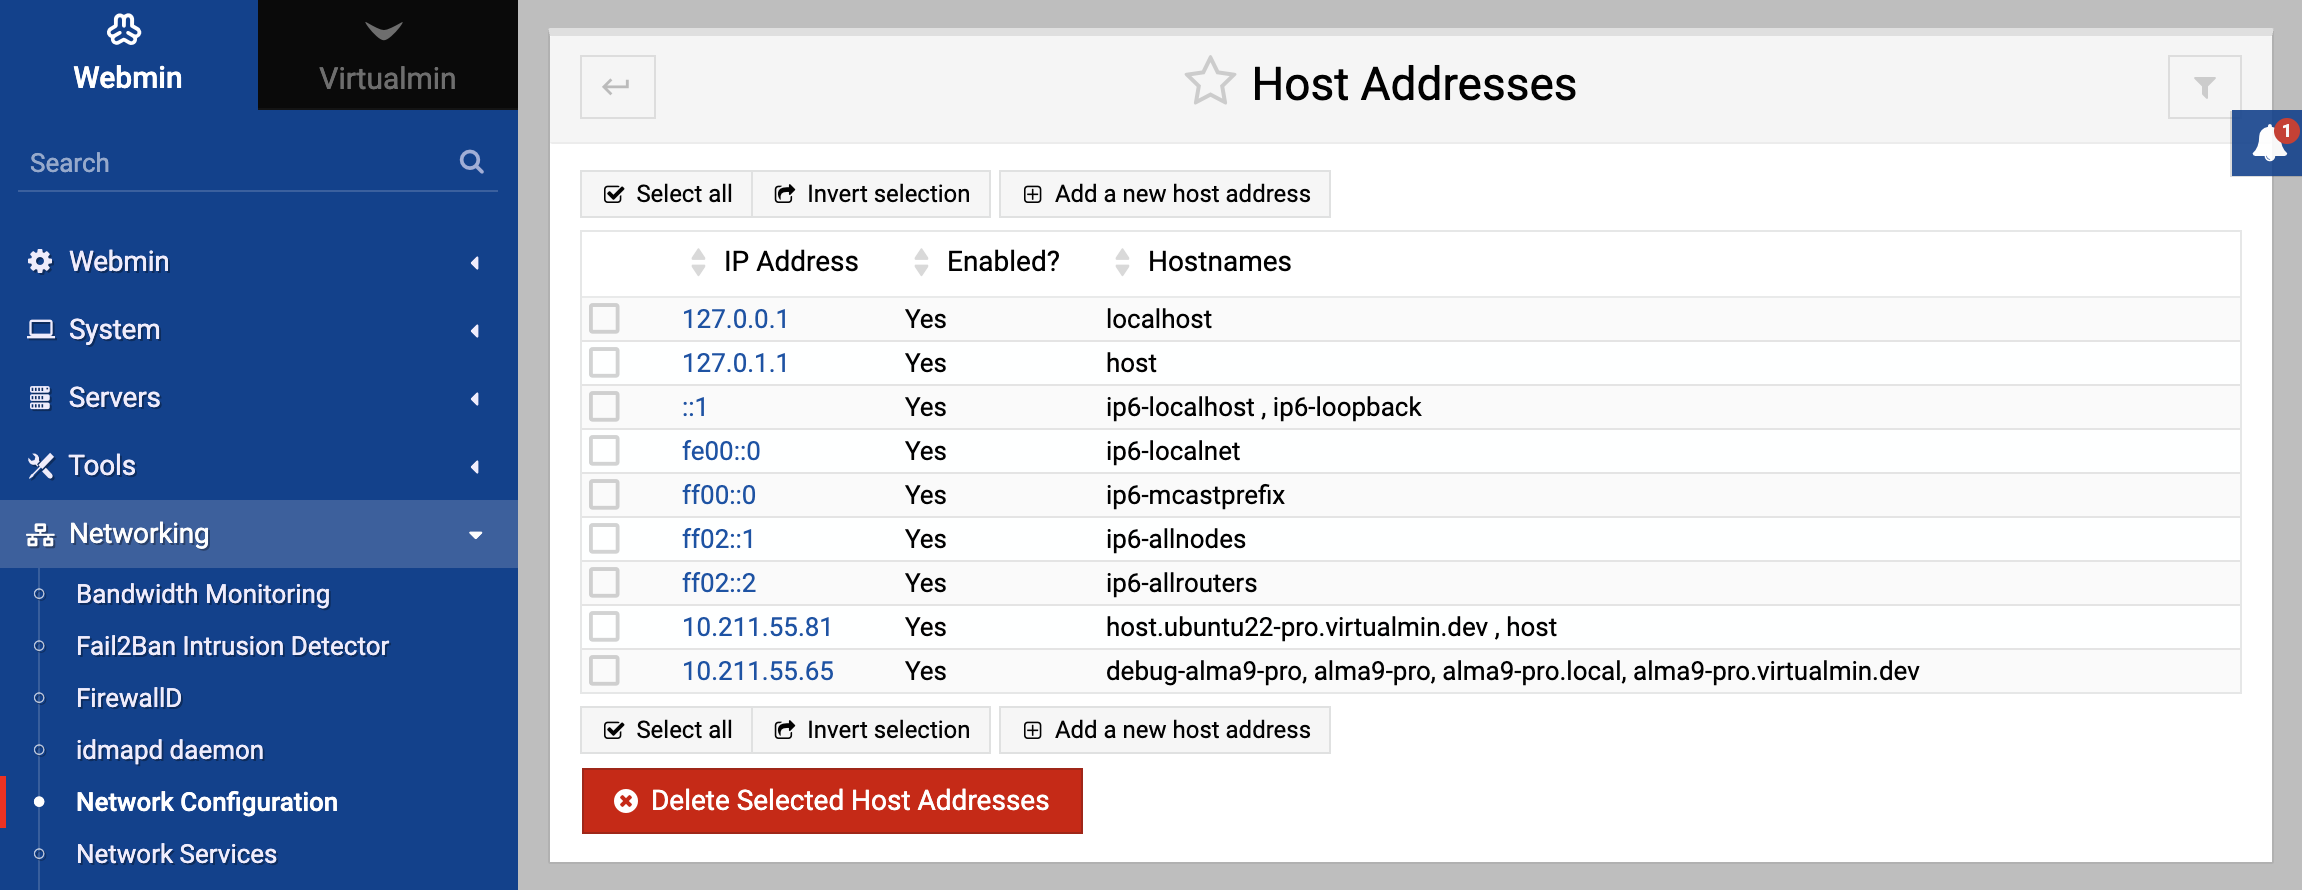 Webmin
Virtualmin
Search
Webmin
System
Servers
Tools
Networking
Bandwidth Monitoring
Fail2Ban Intrusion Detector
FirewallD
idmapd daemon
Network Configuration
Network Services
Host Addresses
1
Select all Invert selection Add a new host address
IP Address Enabled? Hostnames
127.0.0.1 Yes localhost
127.0.1.1 Yes host
::1 Yes ip6-localhost , ip6-loopback
fe00::0 Yes ip6-localnet
ff00::0 Yes ip6-mcastprefix
ff02::1 Yes ip6-allnodes
ff02::2 Yes ip6-allrouters
10.211.55.81 Yes host.ubuntu22-pro.virtualmin.dev , host
10.211.55.65 Yes debug-alma9-pro, alma9-pro, alma9-pro.local, alma9-pro.virtualmin.dev
Select all Invert selection Add a new host address
Delete Selected Host Addresses